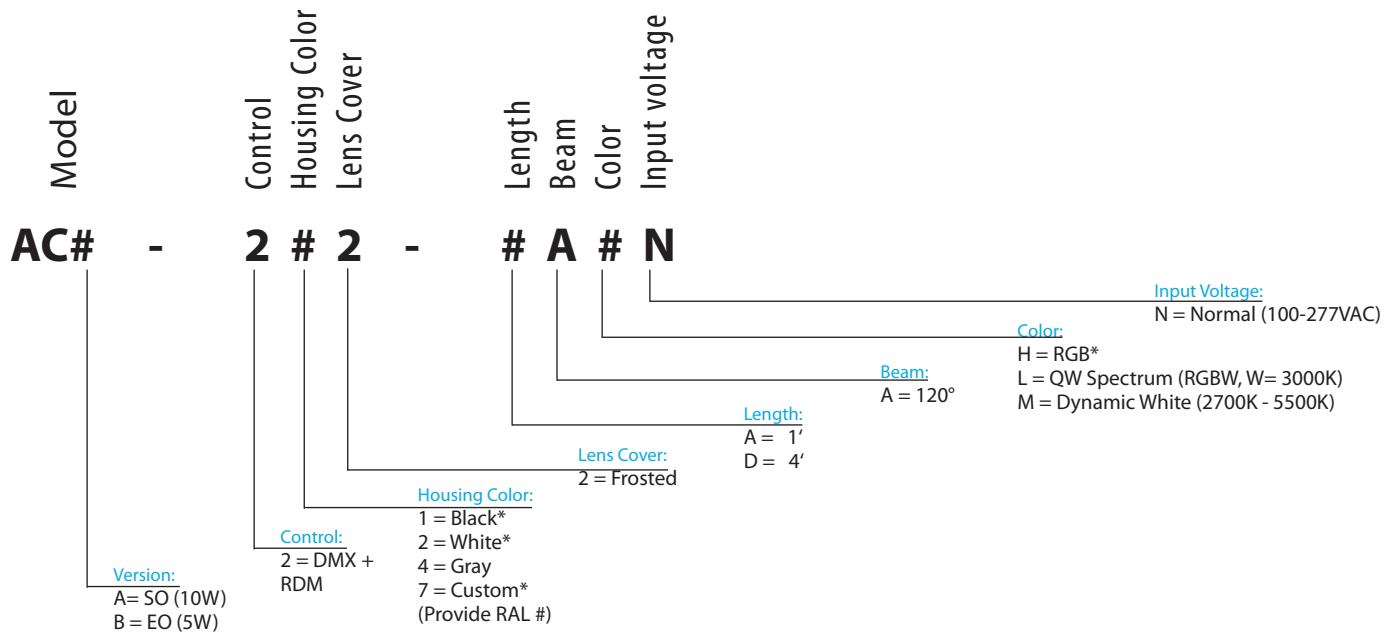 Model
Control
Housing Color
Lens Cover
Length
Beam
Color
Input voltage
AC# - 2 # 2 - # A # N
Input Voltage:
N = Normal (100-277VAC)
Color:
H = RGB*
L = QW Spectrum (RGBW, W= 3000K)
M = Dynamic White (2700K - 5500K)
Beam:
A = 120°
Length:
A = 1‘
D = 4‘
Lens Cover:
2 = Frosted
Housing Color:
1 = Black*
2 = White*
4 = Gray
7 = Custom*
(Provide RAL #)
Control:
2 = DMX +
RDM
Version:
A= SO (10W)
B = EO (5W)